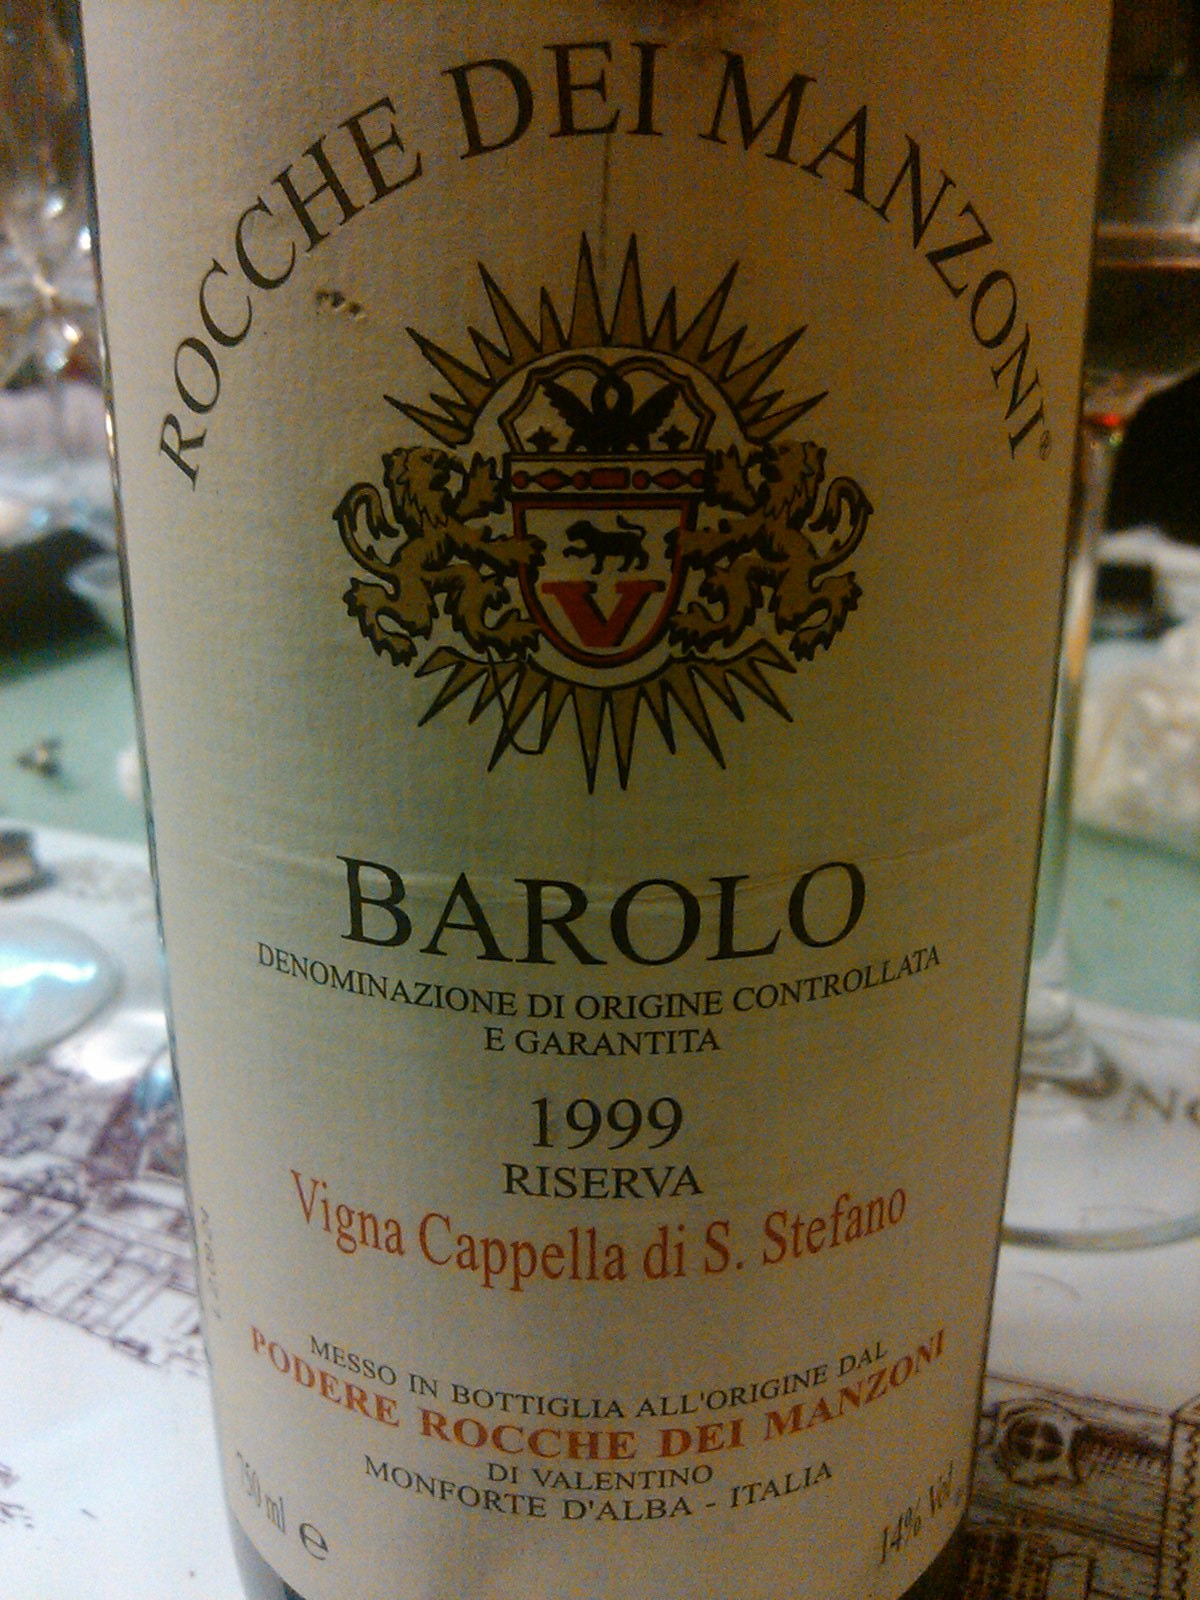 ROCCHE DEI MANZONI®
V
BAROLO
DENOMINAZIONE DI ORIGINE CONTROLLATA
E GARANTITA
1999
RISERVA
Vigna Cappella di S. Stefano
MESSO IN BOTTIGLIA ALL'ORIGINE DAL
PODERE ROCCHE DEI MANZONI
DI VALENTINO
MONFORTE D'ALBA - ITALIA
750 ml e
14% Vol